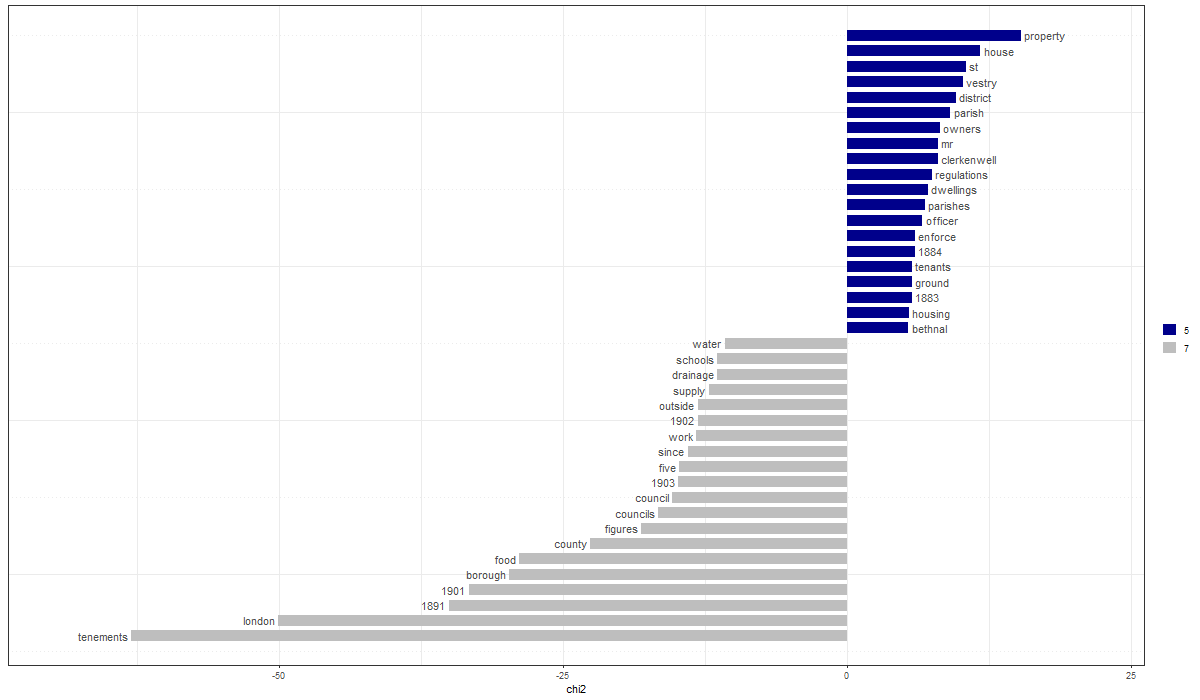 property
house
st
vestry
district
parish
owners
mr
clerkenwell
regulations
dwellings
parishes
officer
enforce
1884
tenants
ground
1883
housing
bethnal
water
schools
drainage
supply
outside
1902
work
since
five
1903
council
councils
figures
county
food
borough
1901
1891
london
tenements
-50 -25 0 25
chi2
5
7